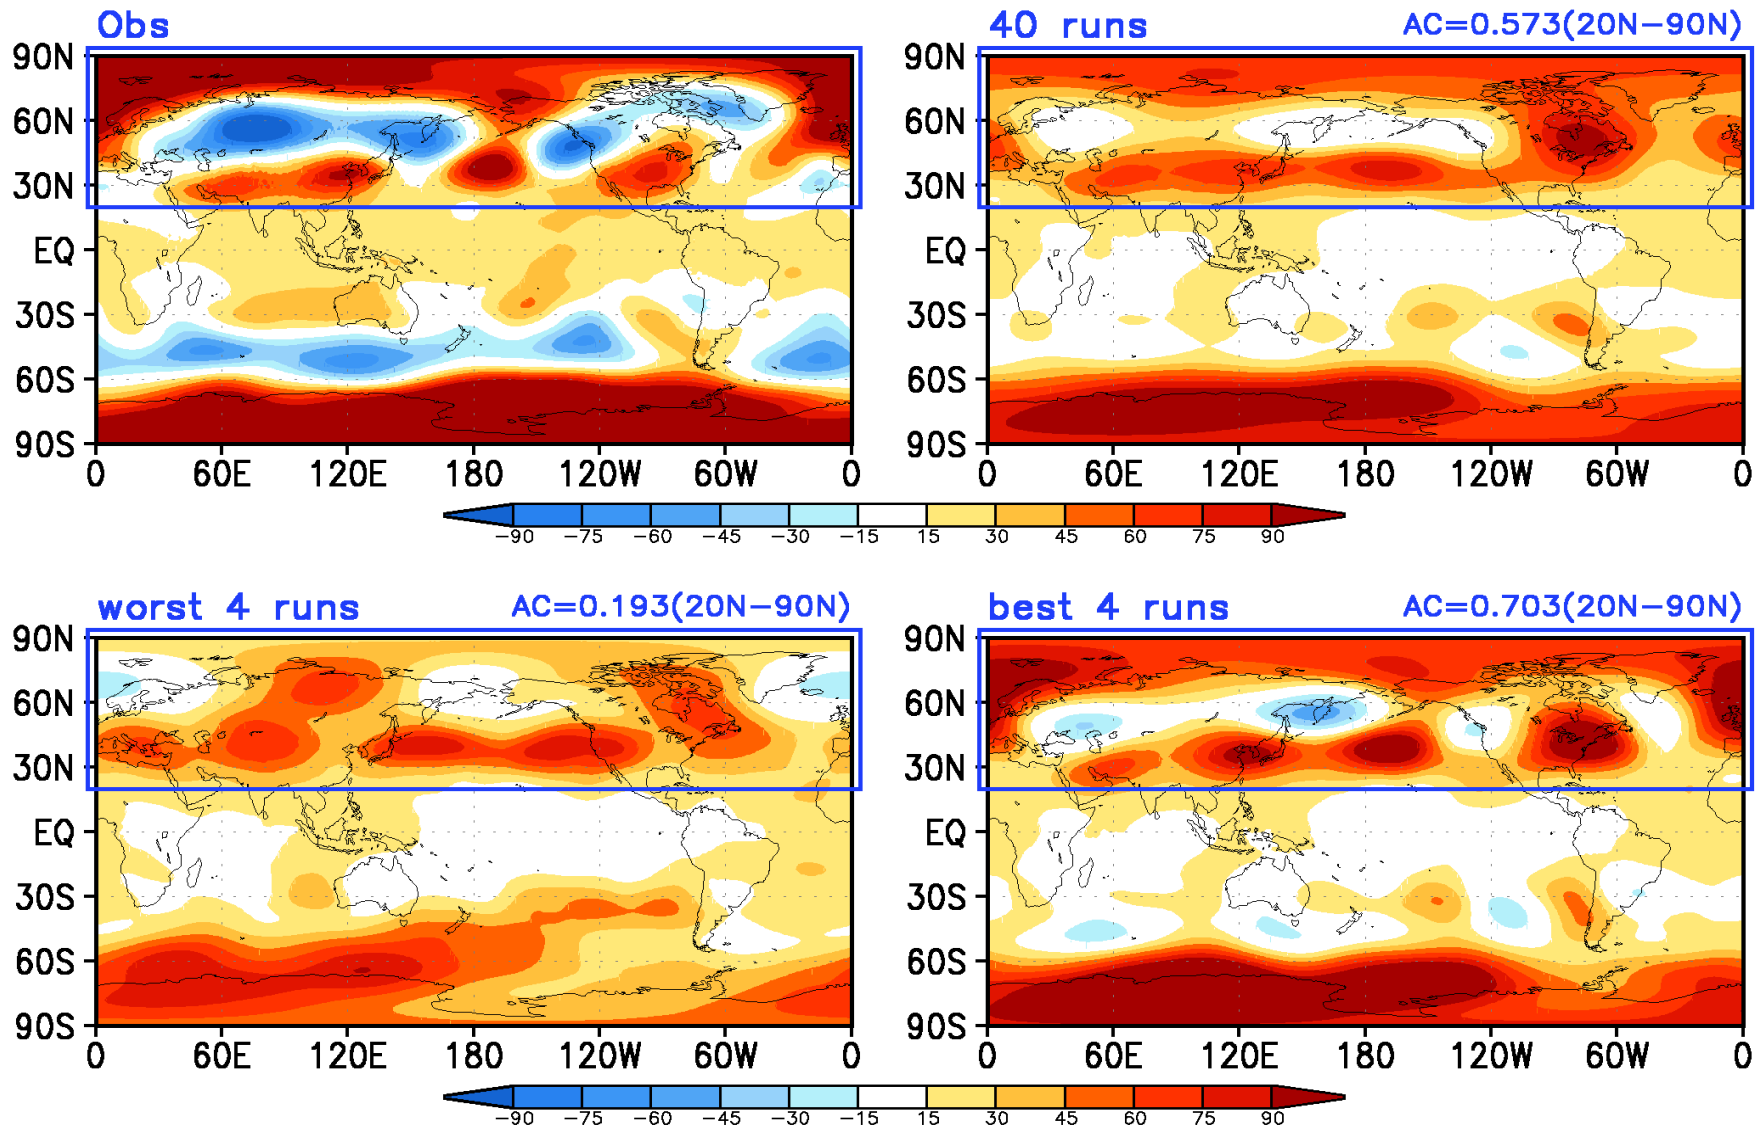 Obs
40 runs AC=0.573(20N−90N)
90N 90N
60N 60N
30N 30N
EQ EQ
30S 30S
60S 60S
90S 90S
0 60E 120E 180 120W 60W 0 0 60E 120E 180 120W 60W 0
−90 −75 −60 −45 −30 −15 15 30 45 60 75 90
worst 4 runs AC=0.193(20N−90N)
best 4 runs AC=0.703(20N−90N)
90N 90N
60N 60N
30N 30N
EQ EQ
30S 30S
60S 60S
90S 90S
0 60E 120E 180 120W 60W 0 0 60E 120E 180 120W 60W 0
−90 −75 −60 −45 −30 −15 15 30 45 60 75 90